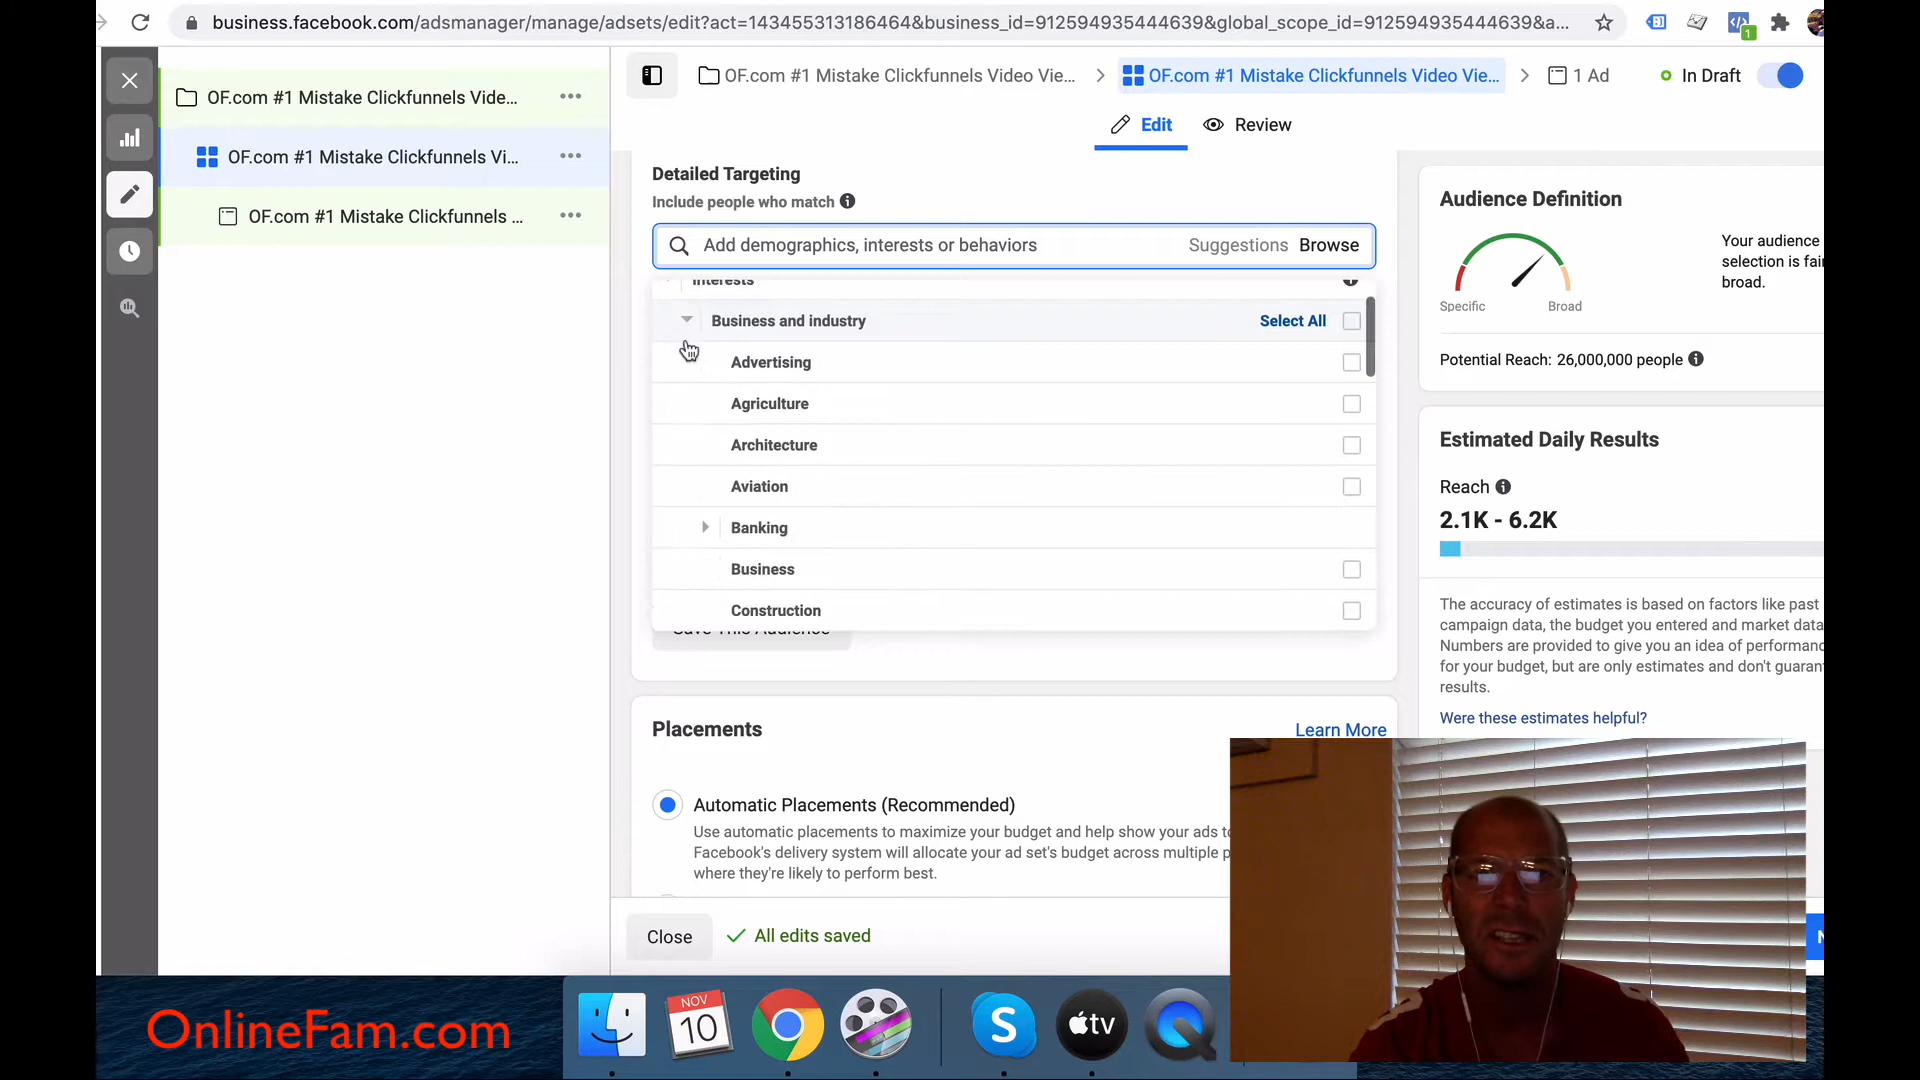 business.facebook.com/adsmanager/manage/adsets/edit?act=143455313186464&business_id=912594935444639&global_scope_id=912594935444639&a...
1
OF.com #1 Mistake Clickfunnels Vide...
OF.com #1 Mistake Clickfunnels Vi...
OF.com #1 Mistake Clickfunnels ...
OF.com #1 Mistake Clickfunnels Video Vie...
OF.com #1 Mistake Clickfunnels Video Vie...
1 Ad
In Draft
Edit
Review
Detailed Targeting
Include people who match
Add demographics, interests or behaviors
Suggestions
Browse
Interests
Business and industry
Select All
Advertising
Agriculture
Architecture
Aviation
Banking
Business
Construction
Save This Audience
Placements
Learn More
Automatic Placements (Recommended)
Use automatic placements to maximize your budget and help show your ads to
Facebook's delivery system will allocate your ad set's budget across multiple p
where they're likely to perform best.
Close
All edits saved
Audience Definition
Specific
Broad
Your audience
selection is fai
broad.
Potential Reach: 26,000,000 people
Estimated Daily Results
Reach
2.1K - 6.2K
The accuracy of estimates is based on factors like past
campaign data, the budget you entered and market data
Numbers are provided to give you an idea of performanc
for your budget, but are only estimates and don't guaran
results.
Were these estimates helpful?
OnlineFam.com
NOV
10
S
tv